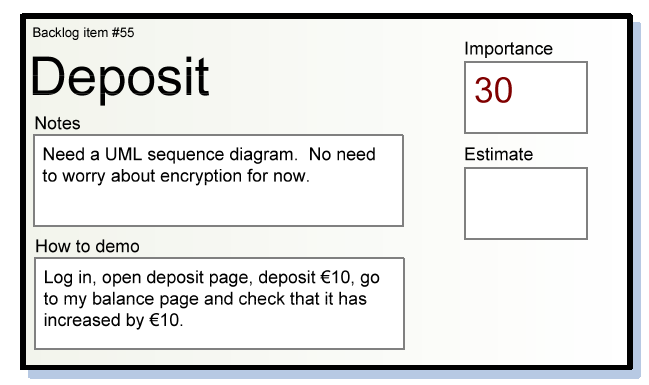 Backlog item #55
Deposit
Notes
Need a UML sequence diagram.  No need
to worry about encryption for now.
How to demo
Log in, open deposit page, deposit €10, go
to my balance page and check that it has
increased by €10.
Importance
30
Estimate